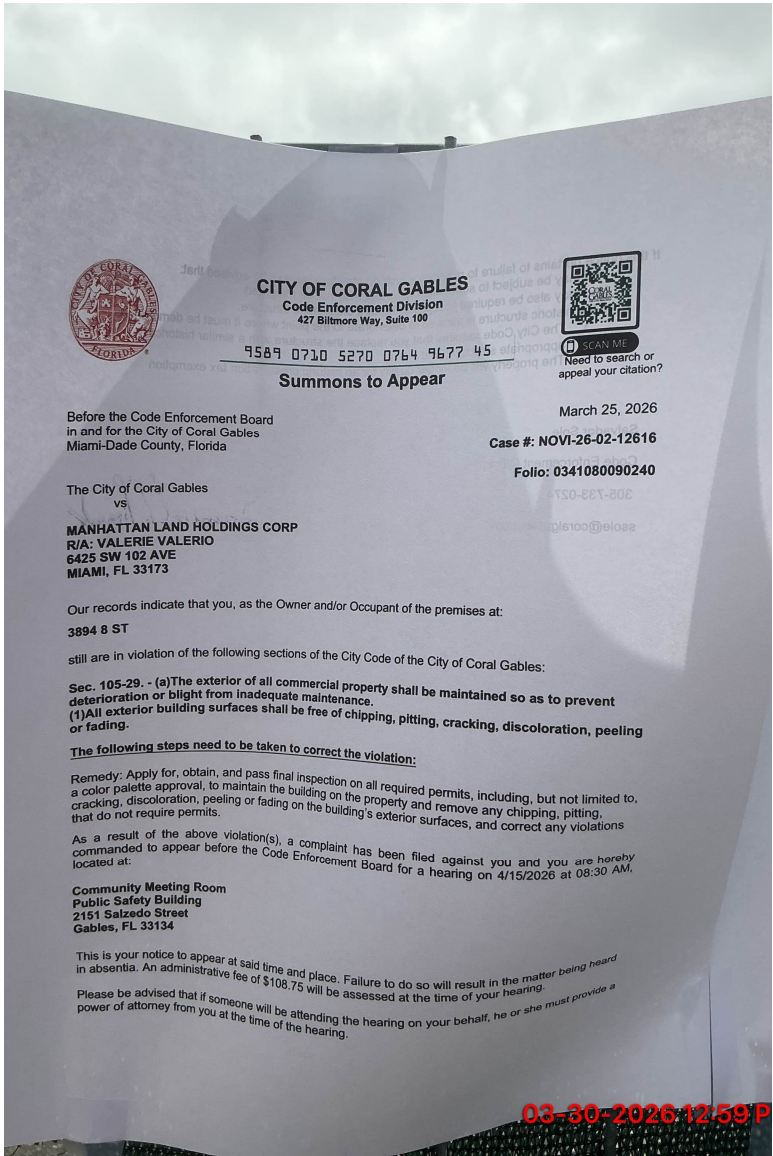 CITY OF CORAL GABLES
FLORIDA
CITY OF CORAL GABLES
Code Enforcement Division
427 Biltmore Way, Suite 100
9589 0710 5270 0764 9677 45
Summons to Appear
CORAL GABLES
SCAN ME
Need to search or
appeal your citation?
Before the Code Enforcement Board
in and for the City of Coral Gables
Miami-Dade County, Florida
March 25, 2026
Case #: NOVI-26-02-12616
Folio: 0341080090240
The City of Coral Gables
vs
MANHATTAN LAND HOLDINGS CORP
R/A: VALERIE VALERIO
6425 SW 102 AVE
MIAMI, FL 33173
Our records indicate that you, as the Owner and/or Occupant of the premises at:
3894 8 ST
still are in violation of the following sections of the City Code of the City of Coral Gables:
Sec. 105-29. - (a)The exterior of all commercial property shall be maintained so as to prevent
deterioration or blight from inadequate maintenance.
(1)All exterior building surfaces shall be free of chipping, pitting, cracking, discoloration, peeling
or fading.
The following steps need to be taken to correct the violation:
Remedy: Apply for, obtain, and pass final inspection on all required permits, including, but not limited to,
a color palette approval, to maintain the building on the property and remove any chipping, pitting,
cracking, discoloration, peeling or fading on the building's exterior surfaces, and correct any violations
that do not require permits.
As a result of the above violation(s), a complaint has been filed against you and you are hereby
commanded to appear before the Code Enforcement Board for a hearing on 4/15/2026 at 08:30 AM,
located at:
Community Meeting Room
Public Safety Building
2151 Salzedo Street
Gables, FL 33134
This is your notice to appear at said time and place. Failure to do so will result in the matter being heard
in absentia. An administrative fee of $108.75 will be assessed at the time of your hearing.
Please be advised that if someone will be attending the hearing on your behalf, he or she must provide a
power of attorney from you at the time of the hearing.
03-30-2026 12:59 P